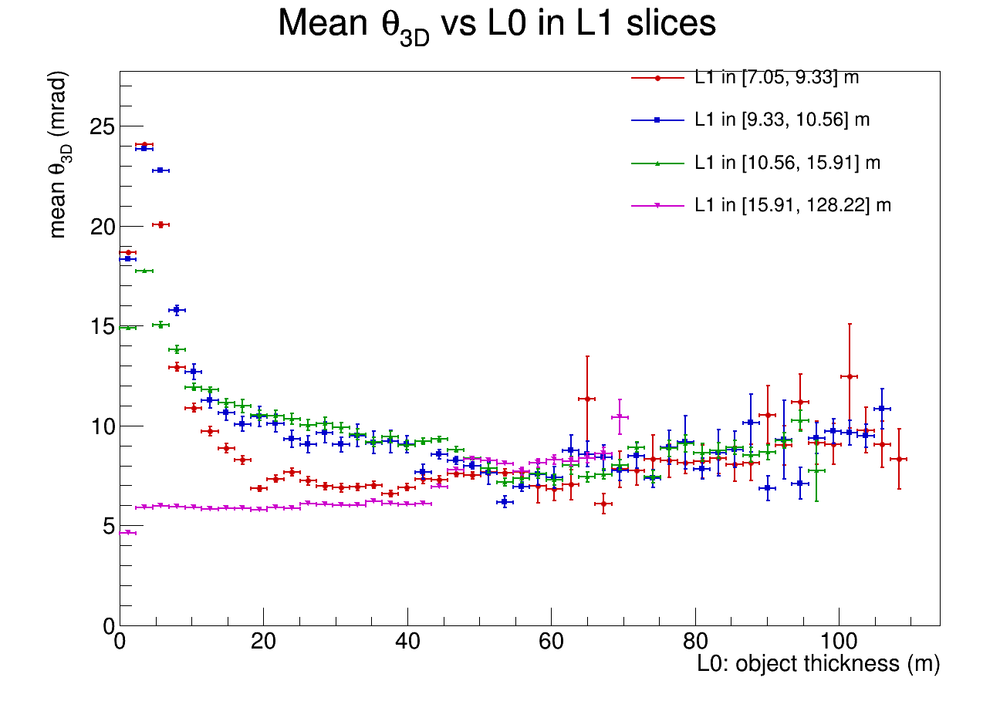 Mean θ3D vs L0 in L1 slices
mean θ3D (mrad)
L1 in [7.05, 9.33] m
L1 in [9.33, 10.56] m
L1 in [10.56, 15.91] m
L1 in [15.91, 128.22] m
25
20
15
10
5
0
0 20 40 60 80 100
L0: object thickness (m)